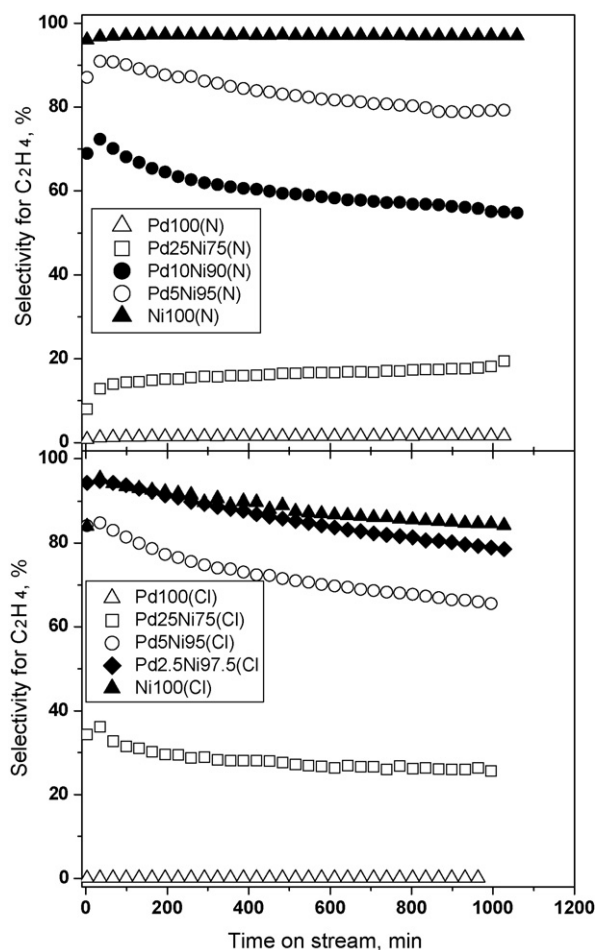 100
80
60
40
20
0
Selectivity for C2H4, %
Pd100(N)
Pd25Ni75(N)
Pd10Ni90(N)
Pd5Ni95(N)
Ni100(N)
100
80
60
40
20
0
Selectivity for C2H4, %
Pd100(Cl)
Pd25Ni75(Cl)
Pd5Ni95(Cl)
Pd2.5Ni97.5(Cl
Ni100(Cl)
0 200 400 600 800 1000 1200
Time on stream, min